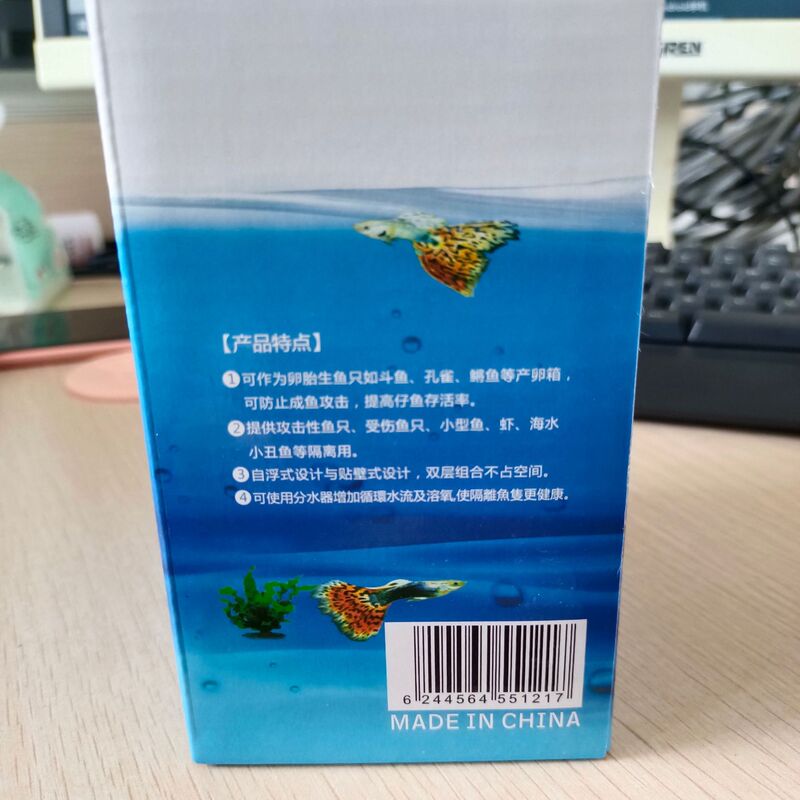 【产品特点】
①可作为卵胎生鱼只如斗鱼、孔雀、鳉鱼等产卵箱，
可防止成鱼攻击，提高仔鱼存活率。
②提供攻击性鱼只、受伤鱼只、小型鱼、虾、海水
小丑鱼等隔离用。
③自浮式设计与贴壁式设计，双层组合不占空间。
④可使用分水器增加循環水流及溶氧,使隔離魚隻更健康。
6 244564 551217
MADE IN CHINA